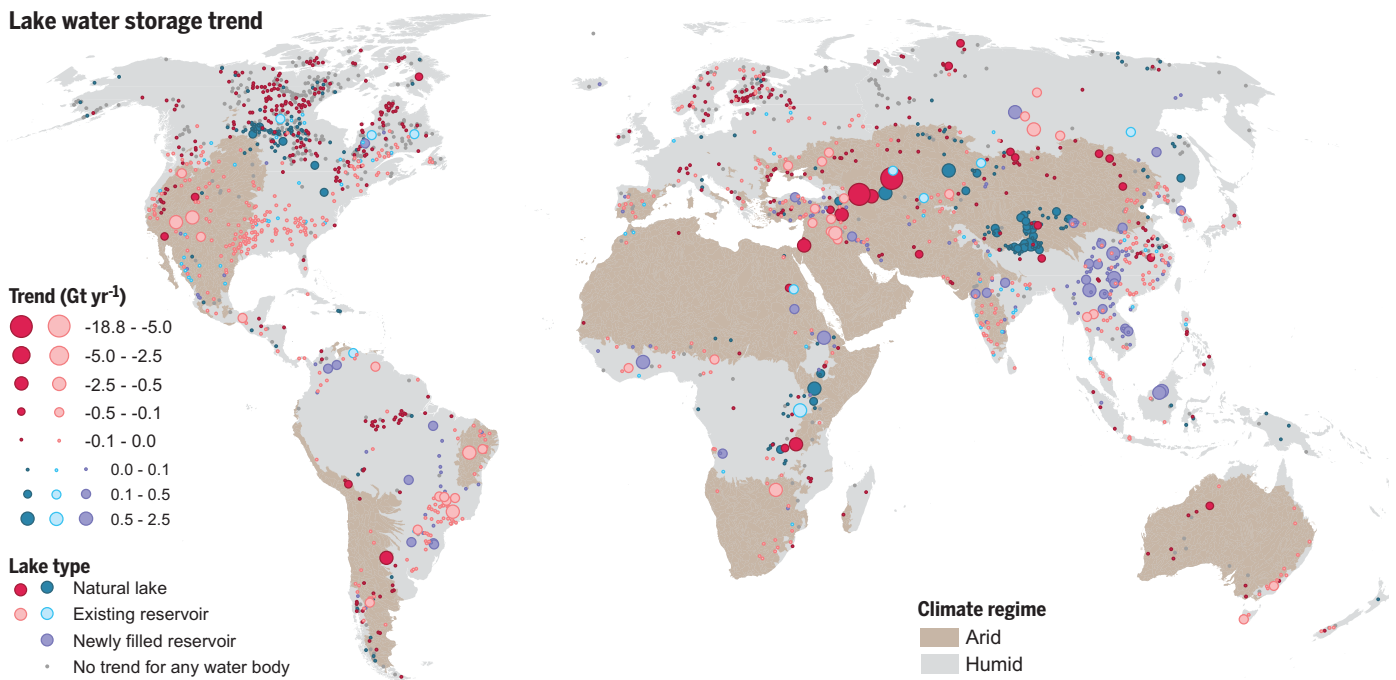 Lake water storage trend
Trend (Gt yr-1)
-18.8 - -5.0
-5.0 - -2.5
-2.5 - -0.5
-0.5 - -0.1
-0.1 - 0.0
0.0 - 0.1
0.1 - 0.5
0.5 - 2.5
Lake type
Natural lake
Existing reservoir
Newly filled reservoir
No trend for any water body
Climate regime
Arid
Humid